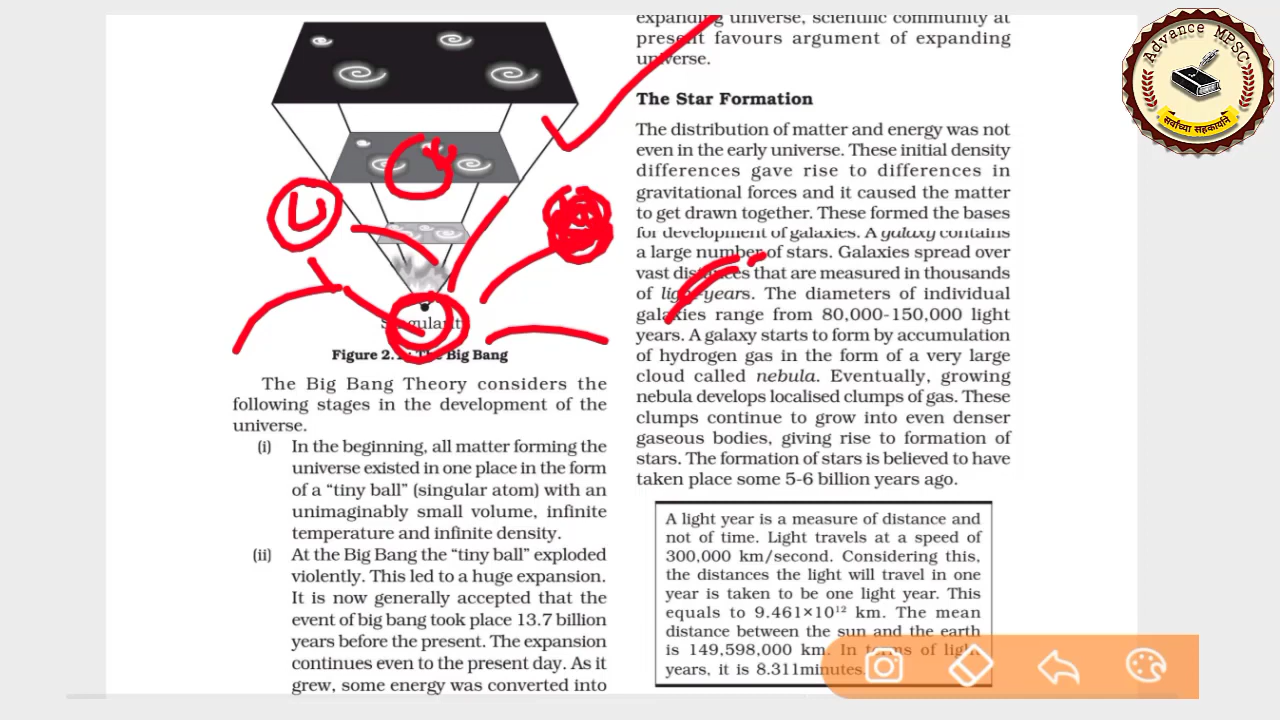 Singularity
Figure 2. : The Big Bang
The Big Bang Theory considers the
following stages in the development of the
universe.
(i) In the beginning, all matter forming the
universe existed in one place in the form
of a “tiny ball” (singular atom) with an
unimaginably small volume, infinite
temperature and infinite density.
(ii) At the Big Bang the “tiny ball” exploded
violently. This led to a huge expansion.
It is now generally accepted that the
event of big bang took place 13.7 billion
years before the present. The expansion
continues even to the present day. As it
grew, some energy was converted into
expanding universe, scientific community at
present favours argument of expanding
universe.
The Star Formation
The distribution of matter and energy was not
even in the early universe. These initial density
differences gave rise to differences in
gravitational forces and it caused the matter
to get drawn together. These formed the bases
for development of galaxies. A galaxy contains
a large number of stars. Galaxies spread over
vast distances that are measured in thousands
of light-years. The diameters of individual
galaxies range from 80,000-150,000 light
years. A galaxy starts to form by accumulation
of hydrogen gas in the form of a very large
cloud called nebula. Eventually, growing
nebula develops localised clumps of gas. These
clumps continue to grow into even denser
gaseous bodies, giving rise to formation of
stars. The formation of stars is believed to have
taken place some 5-6 billion years ago.
A light year is a measure of distance and
not of time. Light travels at a speed of
300,000 km/second. Considering this,
the distances the light will travel in one
year is taken to be one light year. This
equals to 9.461×10¹² km. The mean
distance between the sun and the earth
is 149,598,000 km. In terms of light
years, it is 8.311minutes.
Advance MPSC
सर्वांच्या सहकार्याने